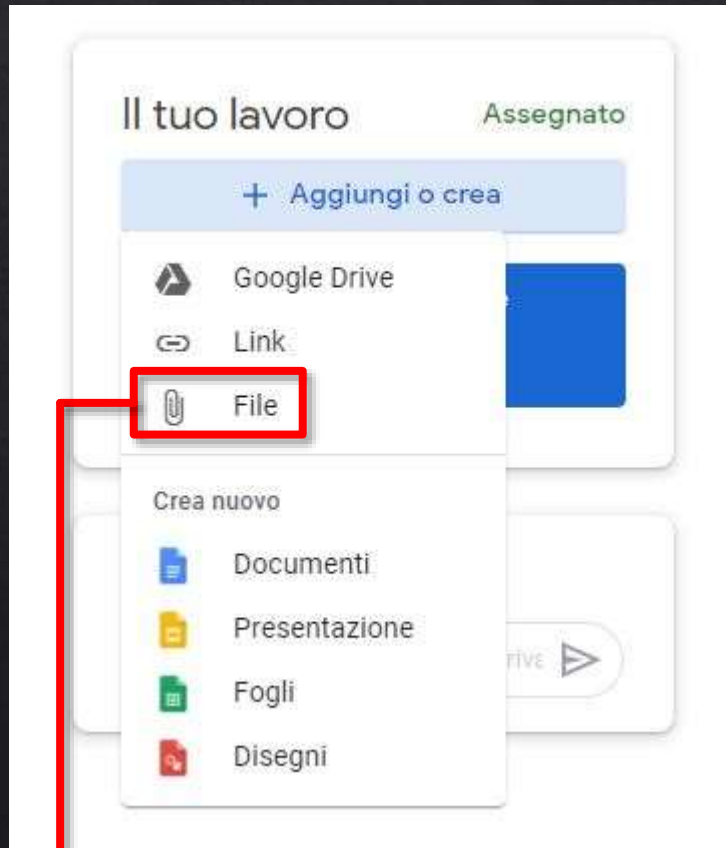 Il tuo lavoro
Assegnato
+ Aggiungi o crea
Google Drive
Link
File
Crea nuovo
Documenti
Presentazione
Fogli
Disegni